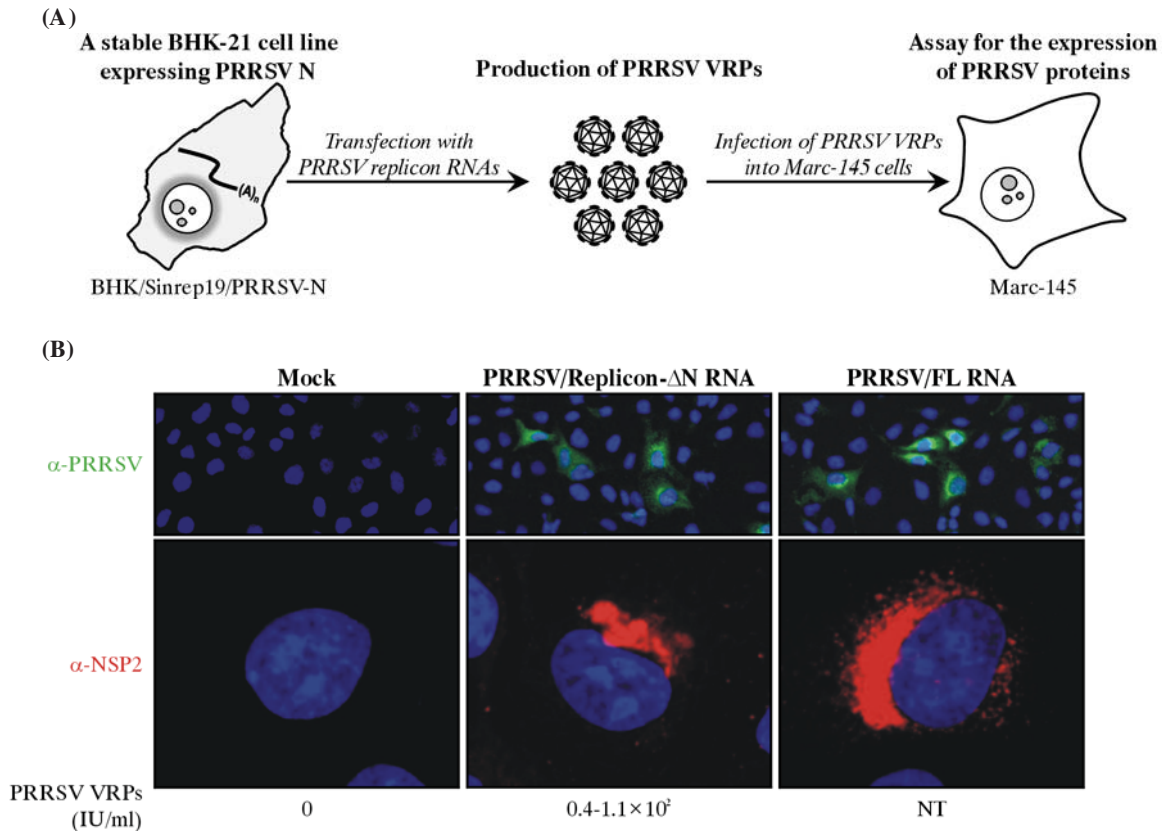 (A)
A stable BHK-21 cell line
expressing PRRSV N
Production of PRRSV VRPs
Assay for the expression
of PRRSV proteins
Transfection with
PRRSV replicon RNAs
Infection of PRRSV VRPs
into Marc-145 cells
(A)n
BHK/Sinrep19/PRRSV-N
Marc-145
(B)
Mock
PRRSV/Replicon-ΔN RNA
PRRSV/FL RNA
α-PRRSV
α-NSP2
PRRSV VRPs
(IU/ml)
0
0.4-1.1×10²
NT